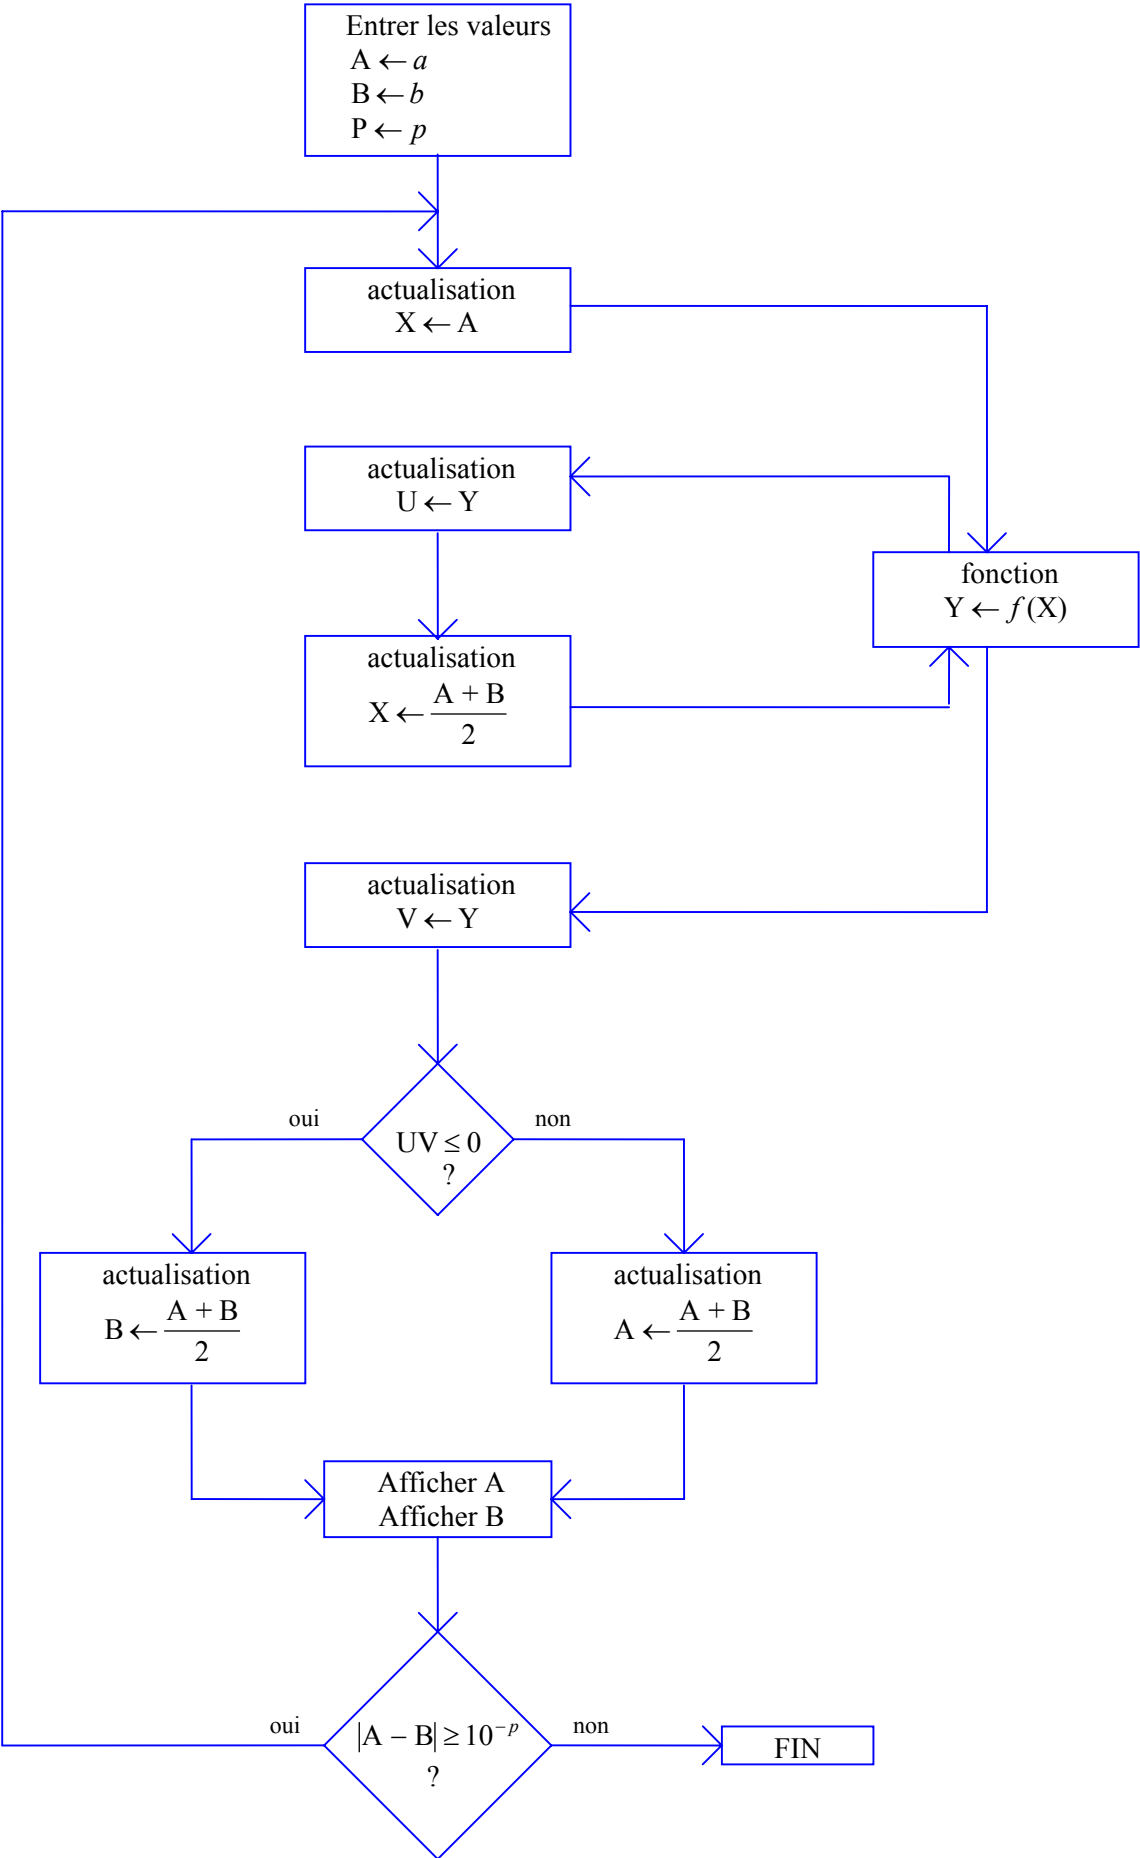 Entrer les valeurs
A ← a
B ← b
P ← p
actualisation
X ← A
actualisation
U ← Y
fonction
Y ← f (X)
actualisation
X ← (A + B)/2
actualisation
V ← Y
oui
non
UV ≤ 0
?
actualisation
B ← (A + B)/2
actualisation
A ← (A + B)/2
Afficher A
Afficher B
oui
non
|A − B| ≥ 10^−p
?
FIN